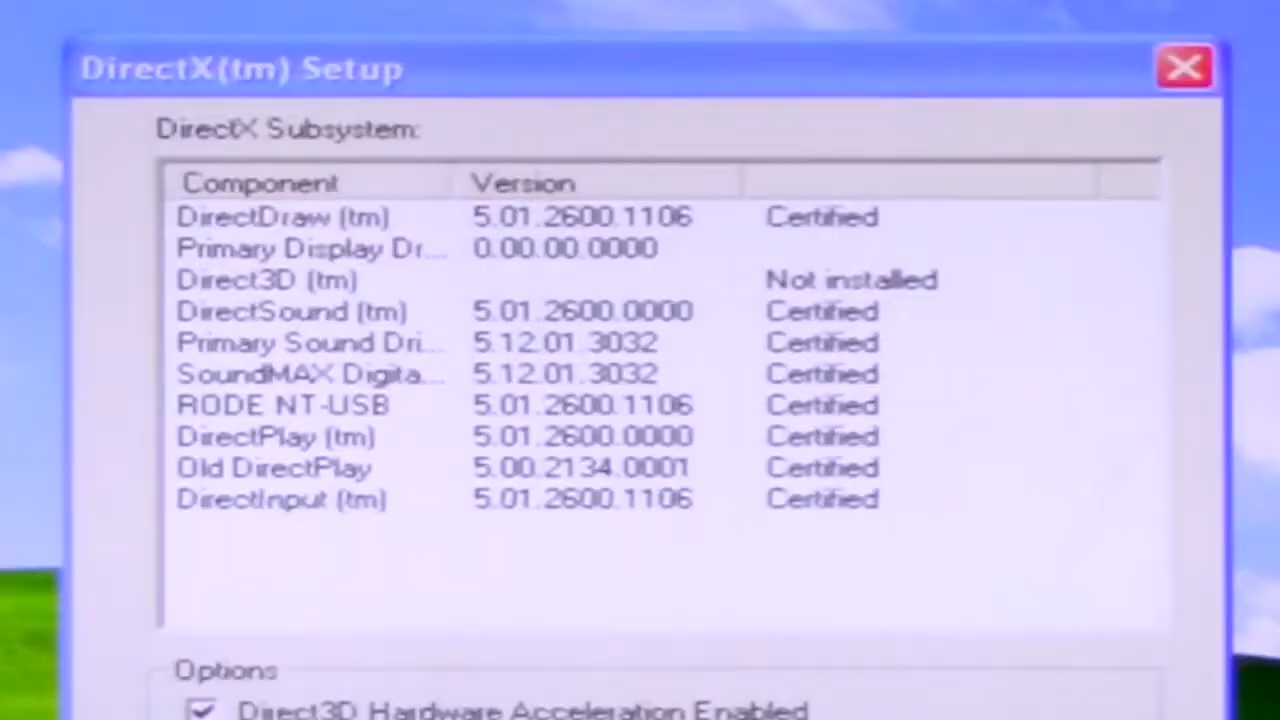 DirectX(tm) Setup
DirectX Subsystem:
Component Version
DirectDraw (tm) 5.01.2600.1106 Certified
Primary Display Dr... 0.00.00.0000
Direct3D (tm) Not installed
DirectSound (tm) 5.01.2600.0000 Certified
Primary Sound Dri... 5.12.01.3032 Certified
SoundMAX Digita... 5.12.01.3032 Certified
RODE NT-USB 5.01.2600.1106 Certified
DirectPlay (tm) 5.01.2600.0000 Certified
Old DirectPlay 5.00.2134.0001 Certified
DirectInput (tm) 5.01.2600.1106 Certified
Options
Direct3D Hardware Acceleration Enabled